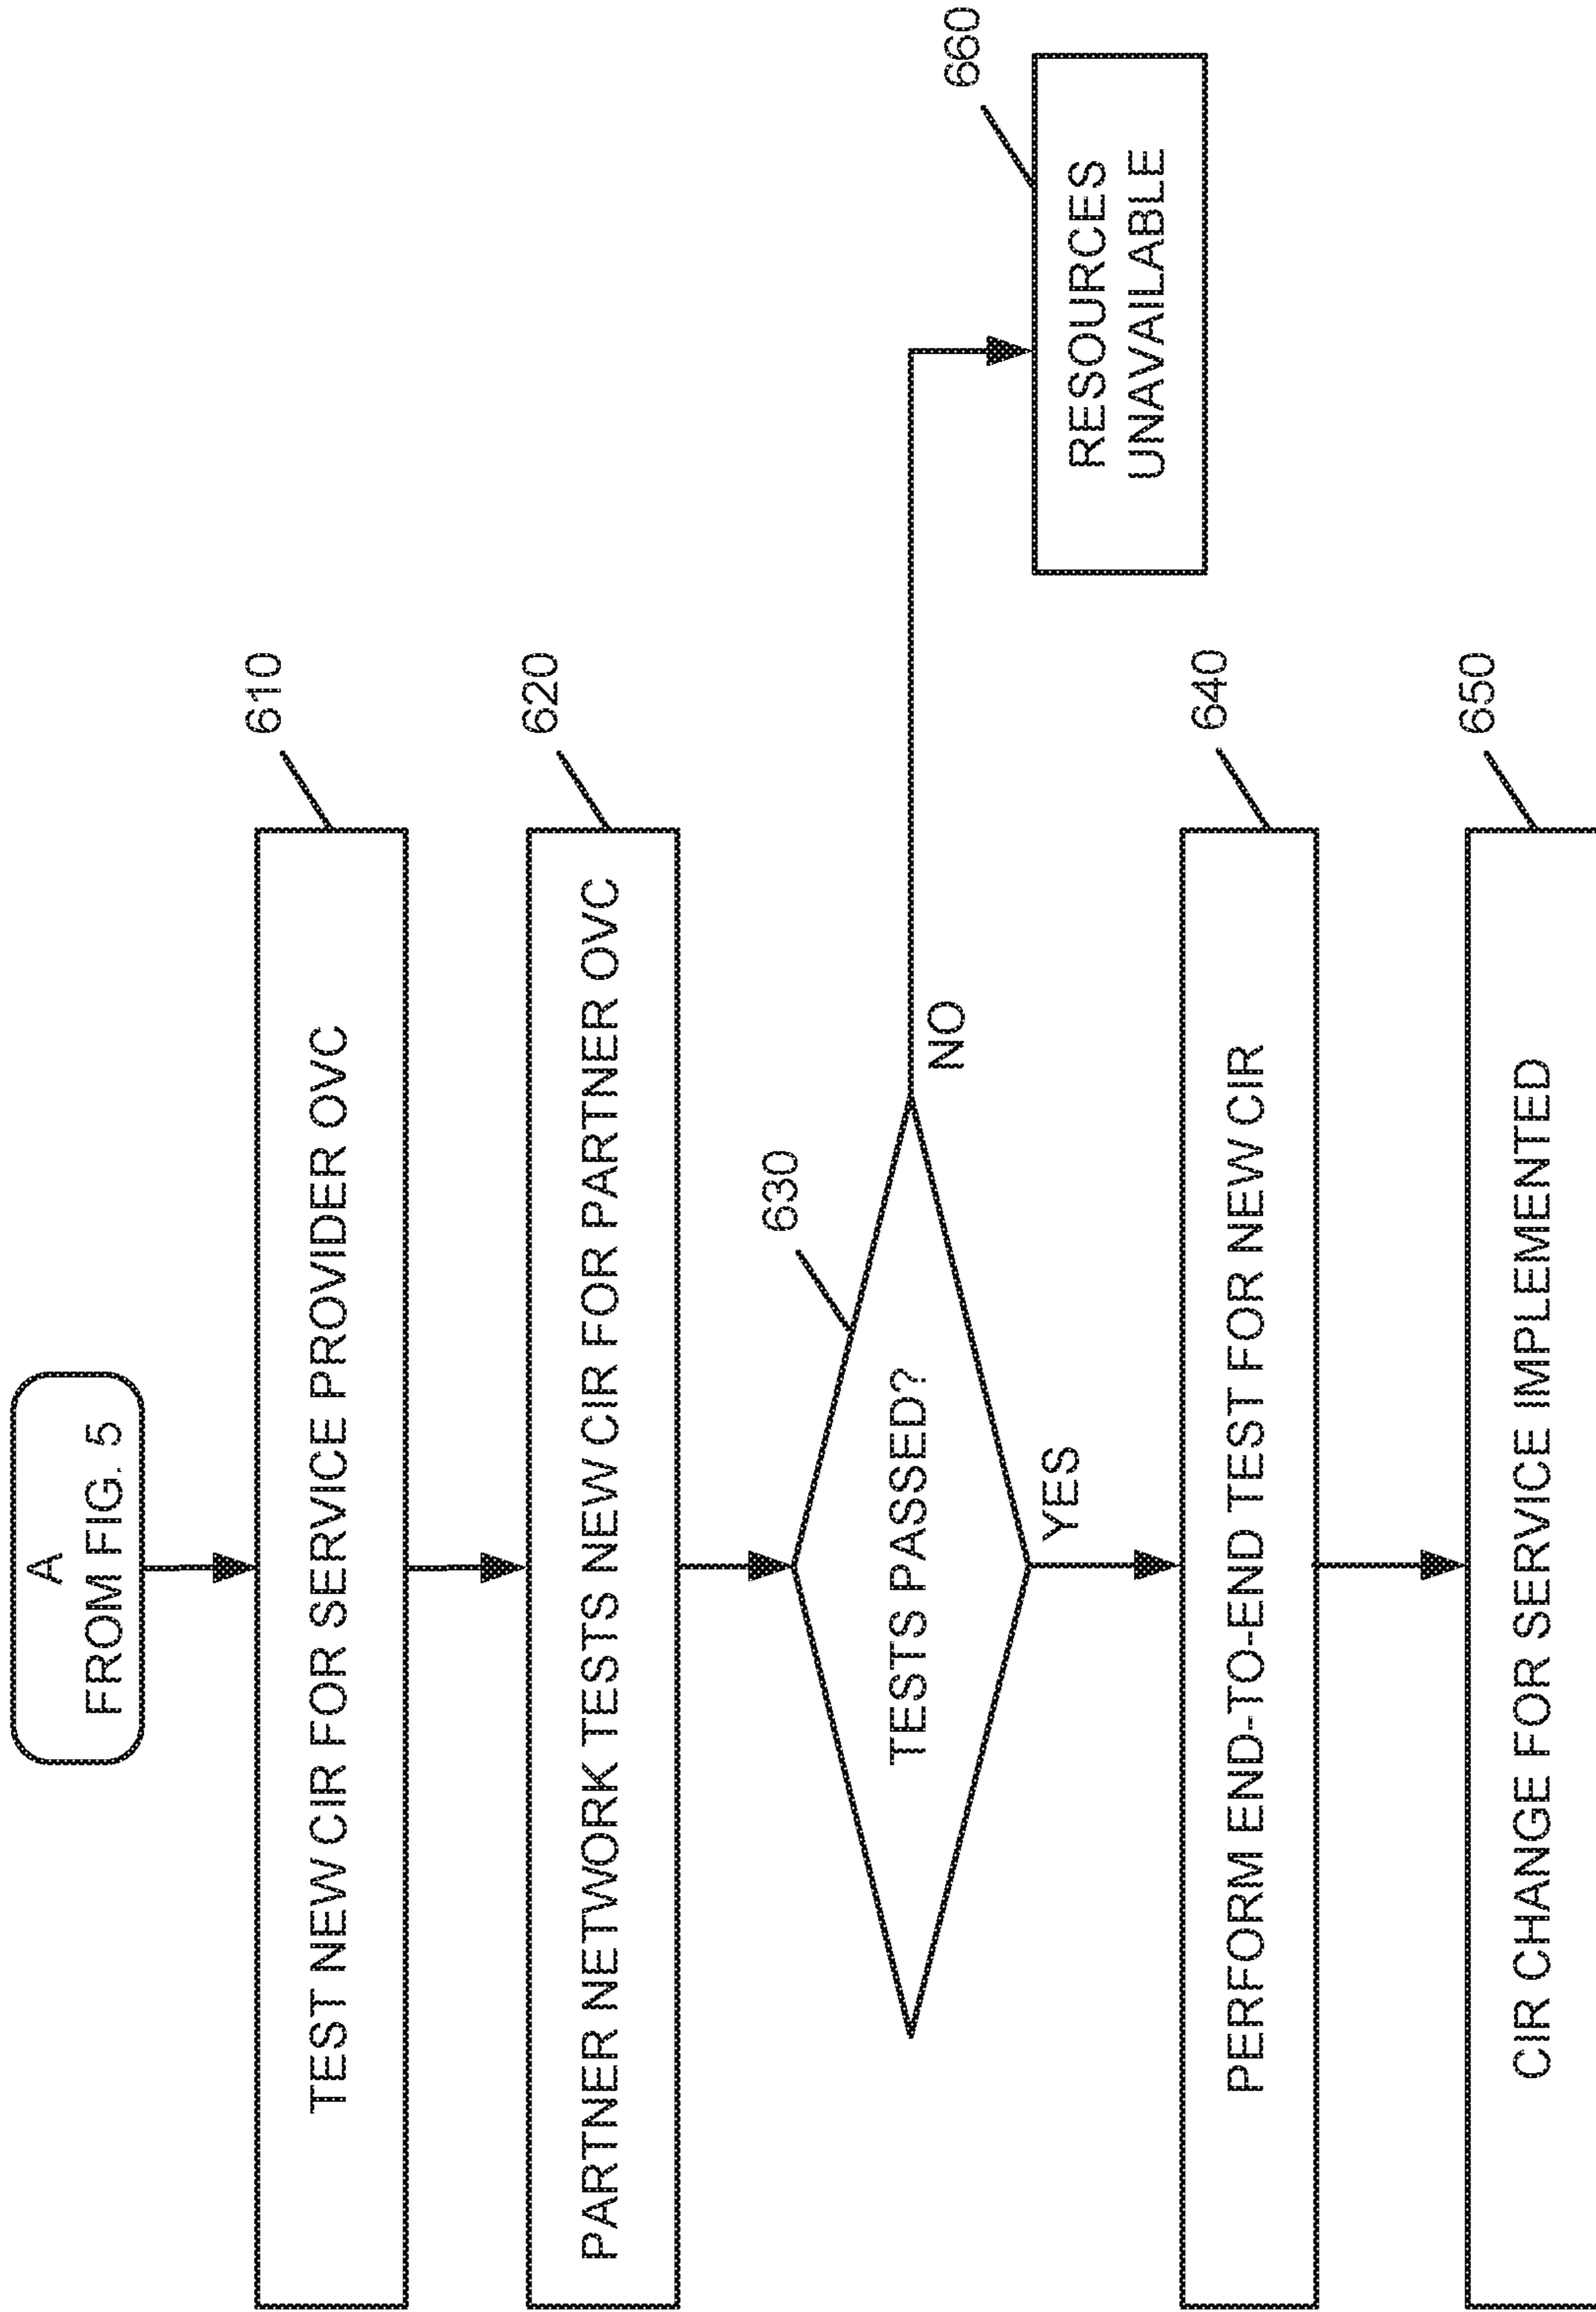 A
FROM FIG. 5
610
TEST NEW CIR FOR SERVICE PROVIDER OVC
620
PARTNER NETWORK TESTS NEW CIR FOR PARTNER OVC
630
TESTS PASSED?
NO
660
RESOURCES
UNAVAILABLE
YES
640
PERFORM END-TO-END TEST FOR NEW CIR
650
CIR CHANGE FOR SERVICE IMPLEMENTED